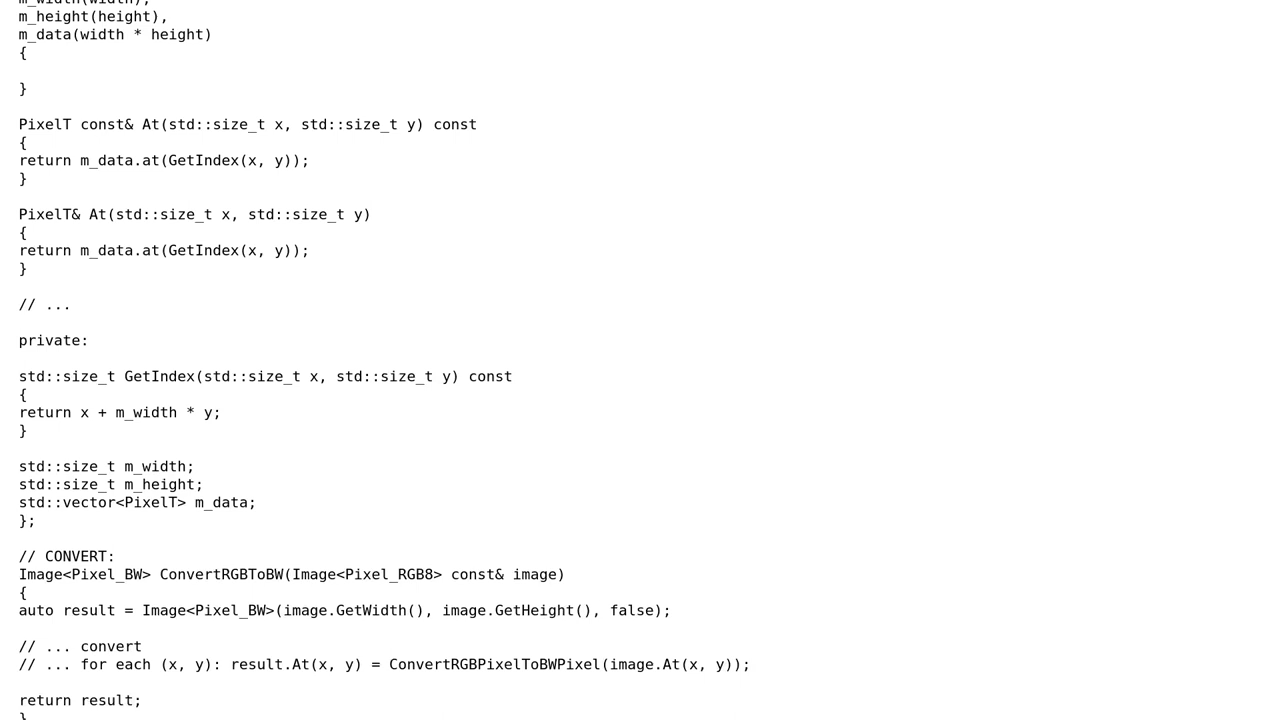 m_width(width),
m_height(height),
m_data(width * height)
{
}
PixelT const& At(std::size_t x, std::size_t y) const
{
return m_data.at(GetIndex(x, y));
}
PixelT& At(std::size_t x, std::size_t y)
{
return m_data.at(GetIndex(x, y));
}
// ...
private:
std::size_t GetIndex(std::size_t x, std::size_t y) const
{
return x + m_width * y;
}
std::size_t m_width;
std::size_t m_height;
std::vector<PixelT> m_data;
};
// CONVERT:
Image<Pixel_BW> ConvertRGBToBW(Image<Pixel_RGB8> const& image)
{
auto result = Image<Pixel_BW>(image.GetWidth(), image.GetHeight(), false);
// ... convert
// ... for each (x, y): result.At(x, y) = ConvertRGBPixelToBWPixel(image.At(x, y));
return result;
}